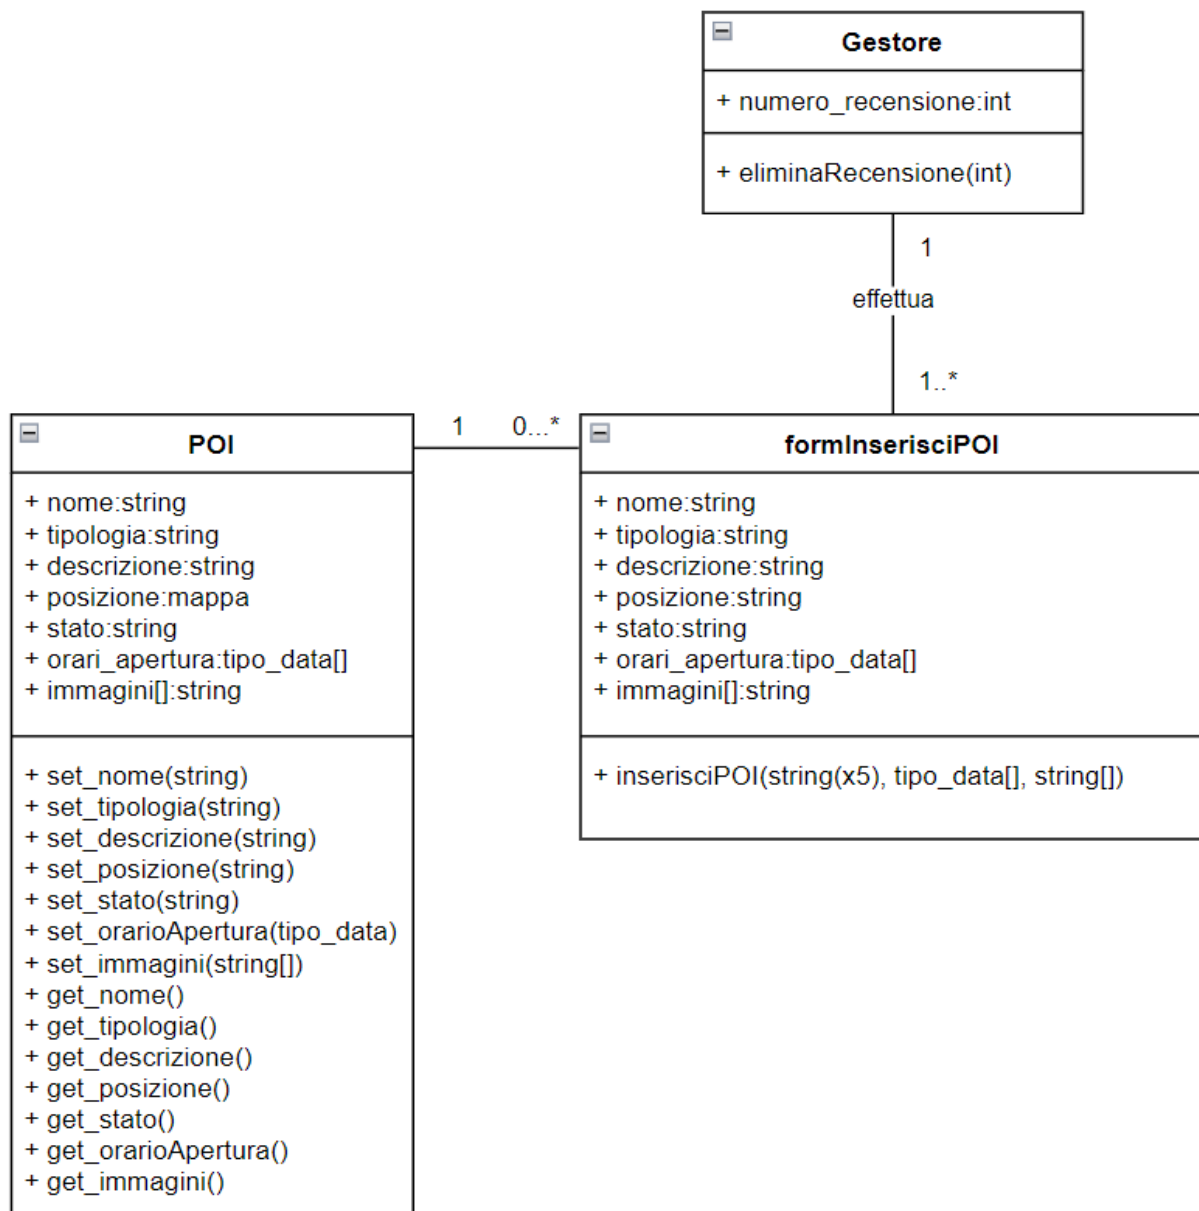 Gestore
+ numero_recensione:int
+ eliminaRecensione(int)
1
effettua
1..*
1 0...*
POI
+ nome:string
+ tipologia:string
+ descrizione:string
+ posizione:mappa
+ stato:string
+ orari_apertura:tipo_data[]
+ immagini[]:string
+ set_nome(string)
+ set_tipologia(string)
+ set_descrizione(string)
+ set_posizione(string)
+ set_stato(string)
+ set_orarioApertura(tipo_data)
+ set_immagini(string[])
+ get_nome()
+ get_tipologia()
+ get_descrizione()
+ get_posizione()
+ get_stato()
+ get_orarioApertura()
+ get_immagini()
formInserisciPOI
+ nome:string
+ tipologia:string
+ descrizione:string
+ posizione:string
+ stato:string
+ orari_apertura:tipo_data[]
+ immagini[]:string
+ inserisciPOI(string(x5), tipo_data[], string[])